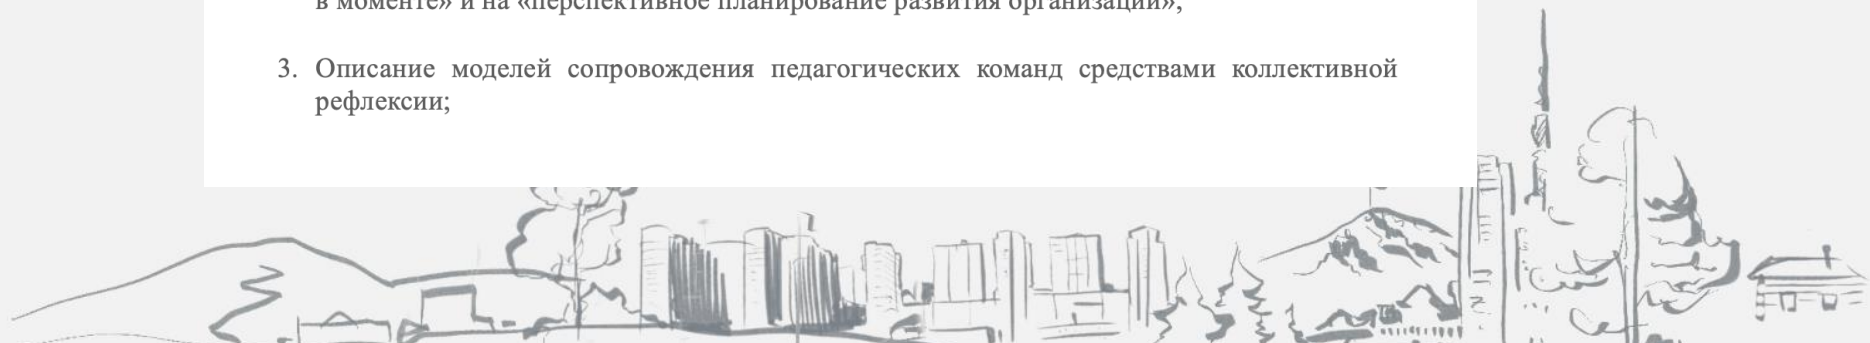 в моменте» и на «перспективное планирование развития организации»;
3. Описание моделей сопровождения педагогических команд средствами коллективной
рефлексии;